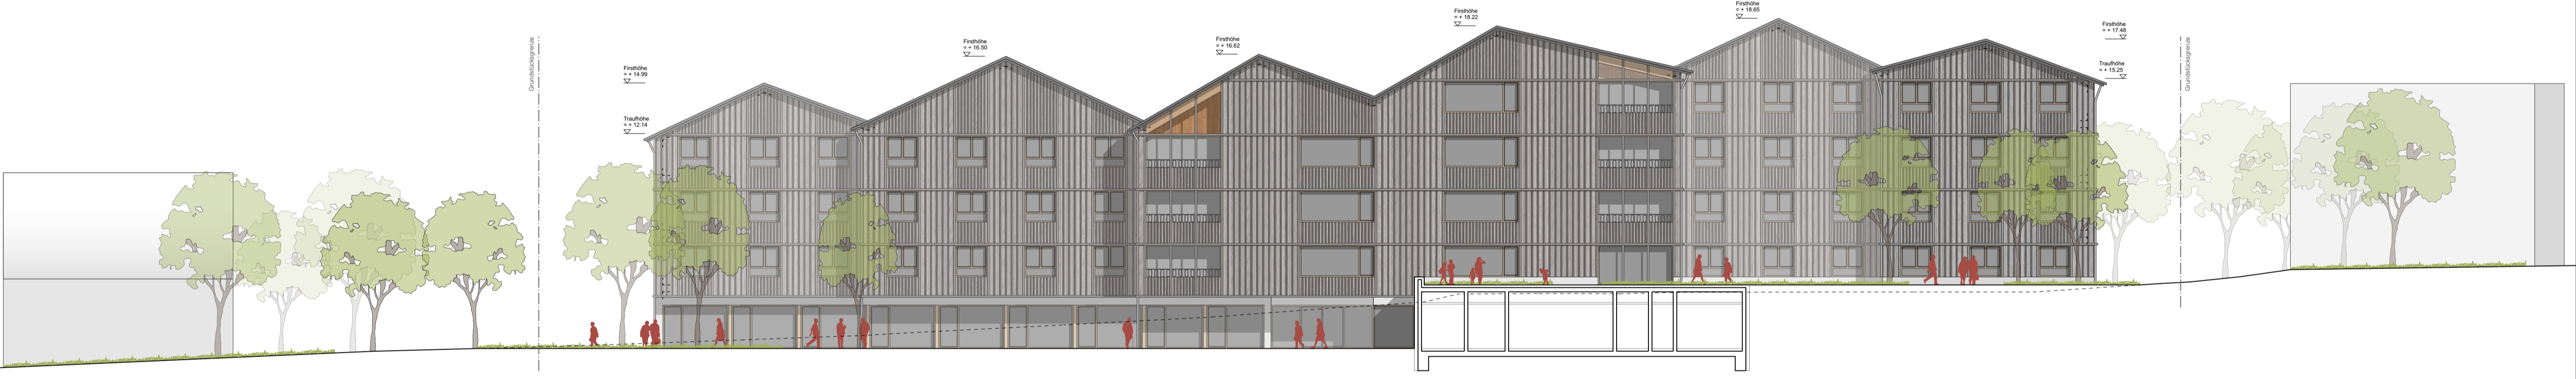 Grundstücksgrenze
Firsthöhe
= + 14.99
Traufhöhe
= + 12.14
Firsthöhe
= + 16.50
Firsthöhe
= + 16.62
Firsthöhe
= + 18.22
Firsthöhe
= + 18.65
Firsthöhe
= + 17.48
Traufhöhe
= + 15.25
Grundstücksgrenze